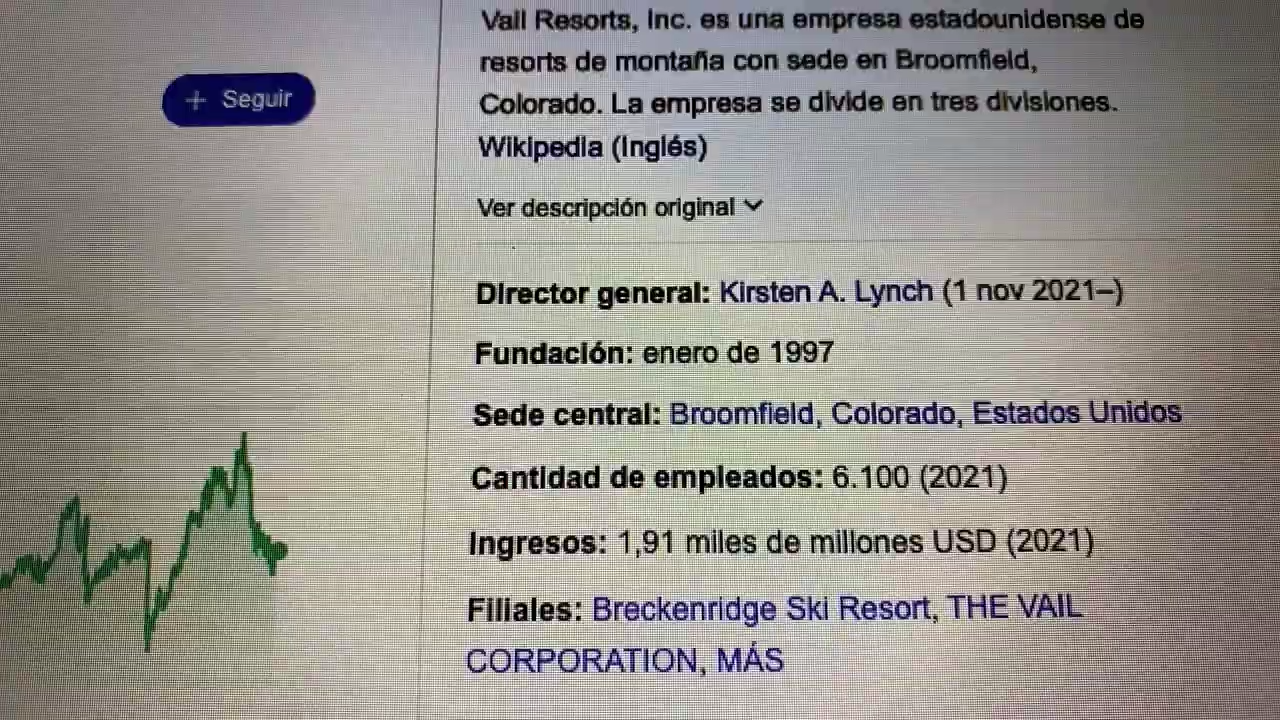 Vail Resorts, Inc. es una empresa estadounidense de
resorts de montaña con sede en Broomfield,
Colorado. La empresa se divide en tres divisiones.
Wikipedia (Inglés)
+ Seguir
Ver descripción original
Director general: Kirsten A. Lynch (1 nov 2021–)
Fundación: enero de 1997
Sede central: Broomfield, Colorado, Estados Unidos
Cantidad de empleados: 6.100 (2021)
Ingresos: 1,91 miles de millones USD (2021)
Filiales: Breckenridge Ski Resort, THE VAIL
CORPORATION, MÁS